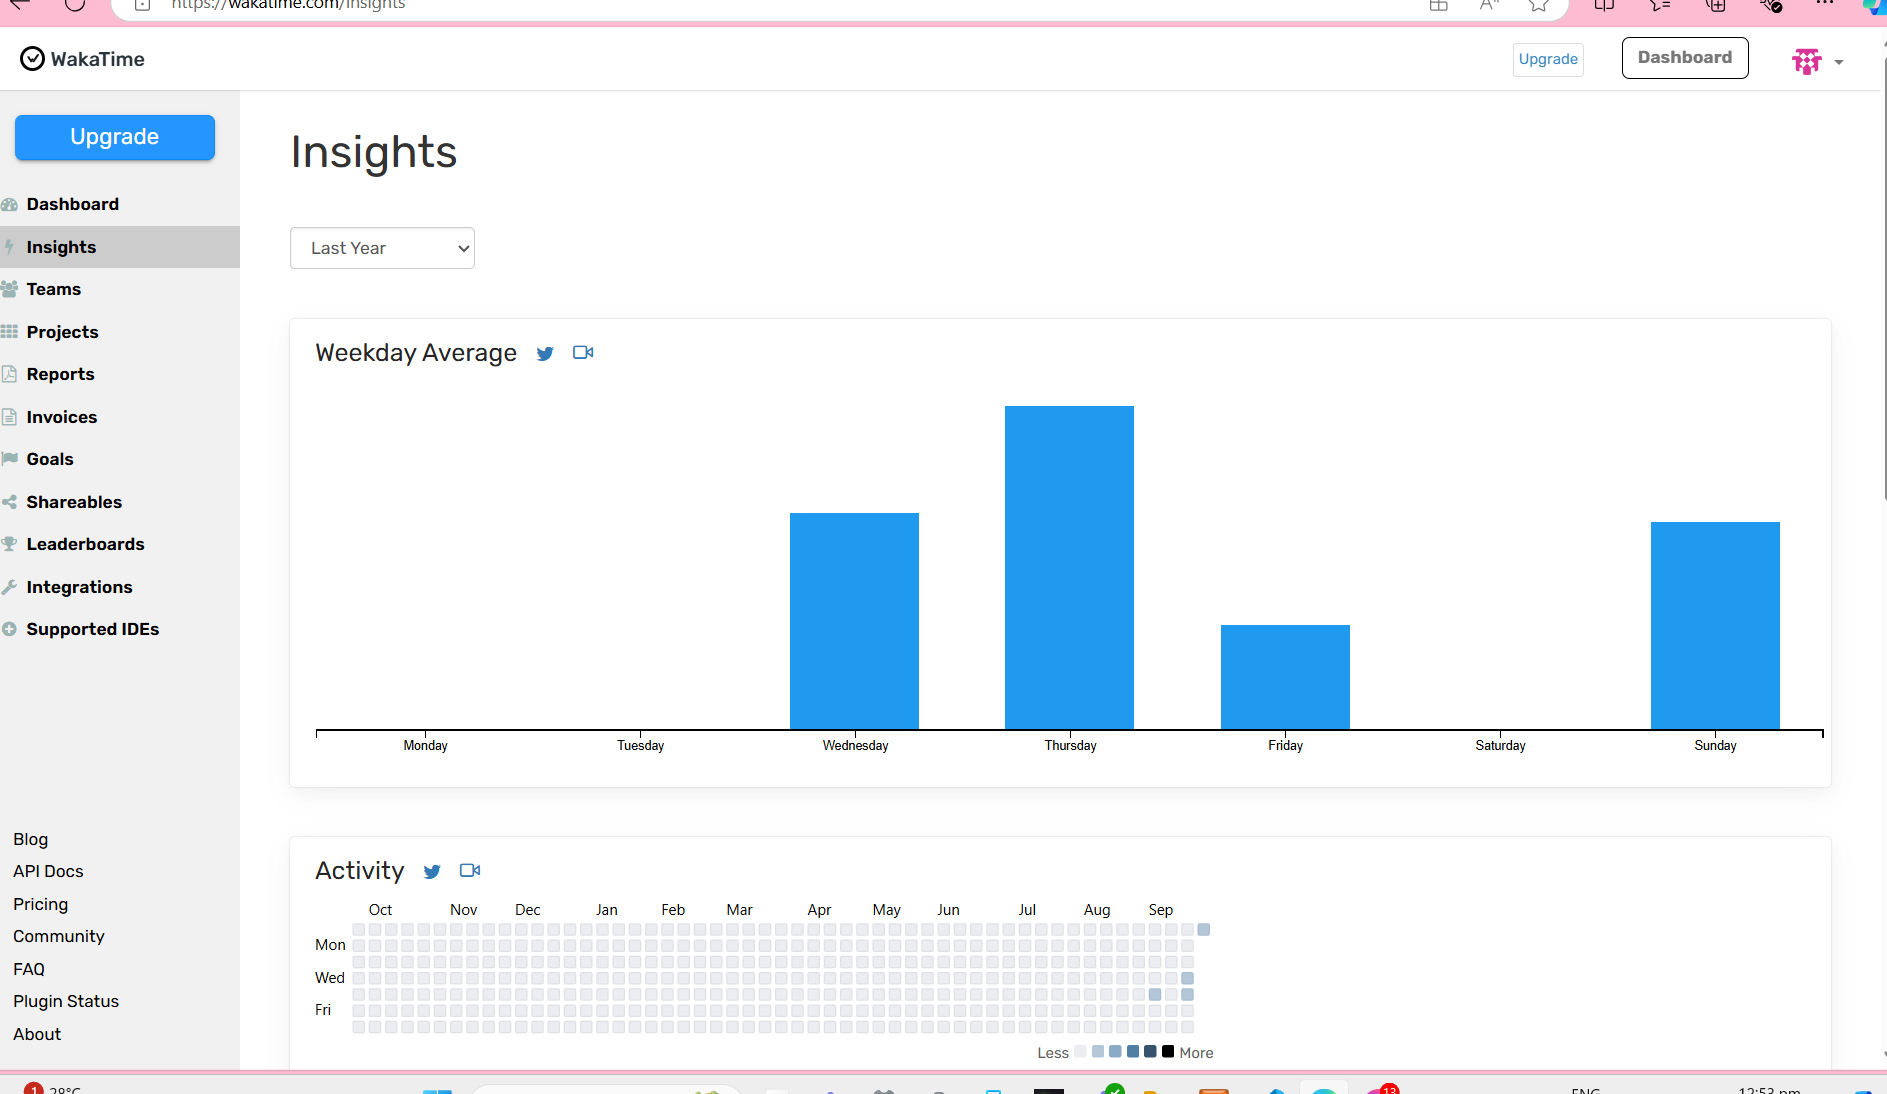 https://wakatime.com/insights
WakaTime
Upgrade
Dashboard
Upgrade
Dashboard
Insights
Teams
Projects
Reports
Invoices
Goals
Shareables
Leaderboards
Integrations
Supported IDEs
Blog
API Docs
Pricing
Community
FAQ
Plugin Status
About
Insights
Last Year
Weekday Average
Monday Tuesday Wednesday Thursday Friday Saturday Sunday
Activity
Oct Nov Dec Jan Feb Mar Apr May Jun Jul Aug Sep
Mon
Wed
Fri
Less More
1 28°C 13 ENG 12:53 pm